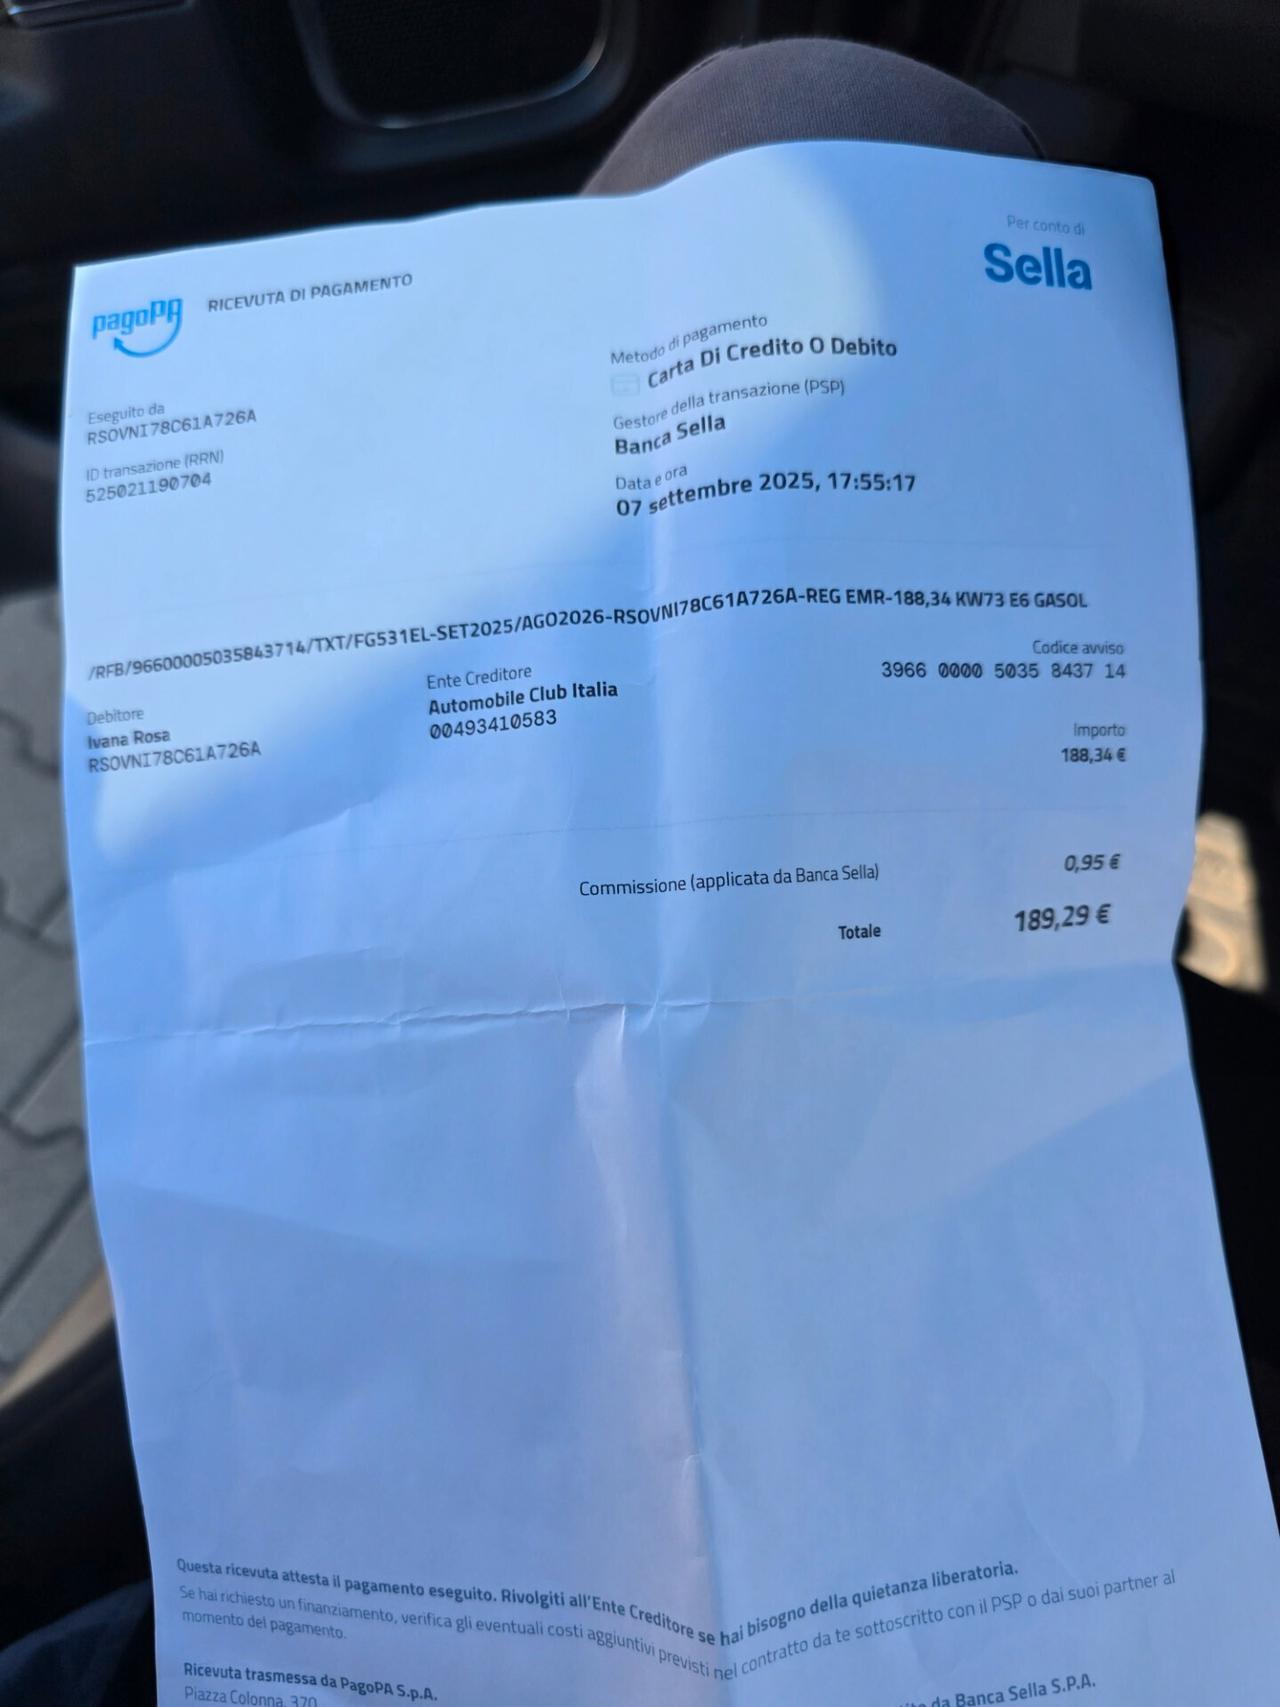 Per conto di
Sella
pagoPA
RICEVUTA DI PAGAMENTO
Metodo di pagamento
Carta Di Credito O Debito
Gestore della transazione (PSP)
Banca Sella
Data e ora
07 settembre 2025, 17:55:17
Eseguito da
RSOVNI78C61A726A
ID transazione (RRN)
525021190704
/RFB/96600005035843714/TXT/FG531EL-SET2025/AGO2026-RSOVNI78C61A726A-REG EMR-188,34 KW73 E6 GASOL
Debitore
Ivana Rosa
RSOVNI78C61A726A
Ente Creditore
Automobile Club Italia
00493410583
Codice avviso
3966 0000 5035 8437 14
Importo
188,34 €
Commissione (applicata da Banca Sella)
0,95 €
Totale
189,29 €
Questa ricevuta attesta il pagamento eseguito. Rivolgiti all'Ente Creditore se hai bisogno della quietanza liberatoria.
Se hai richiesto un finanziamento, verifica gli eventuali costi aggiuntivi previsti nel contratto da te sottoscritto con il PSP o dai suoi partner al
momento del pagamento.
Ricevuta trasmessa da PagoPA S.p.A.
Piazza Colonna, 370
da Banca Sella S.P.A.